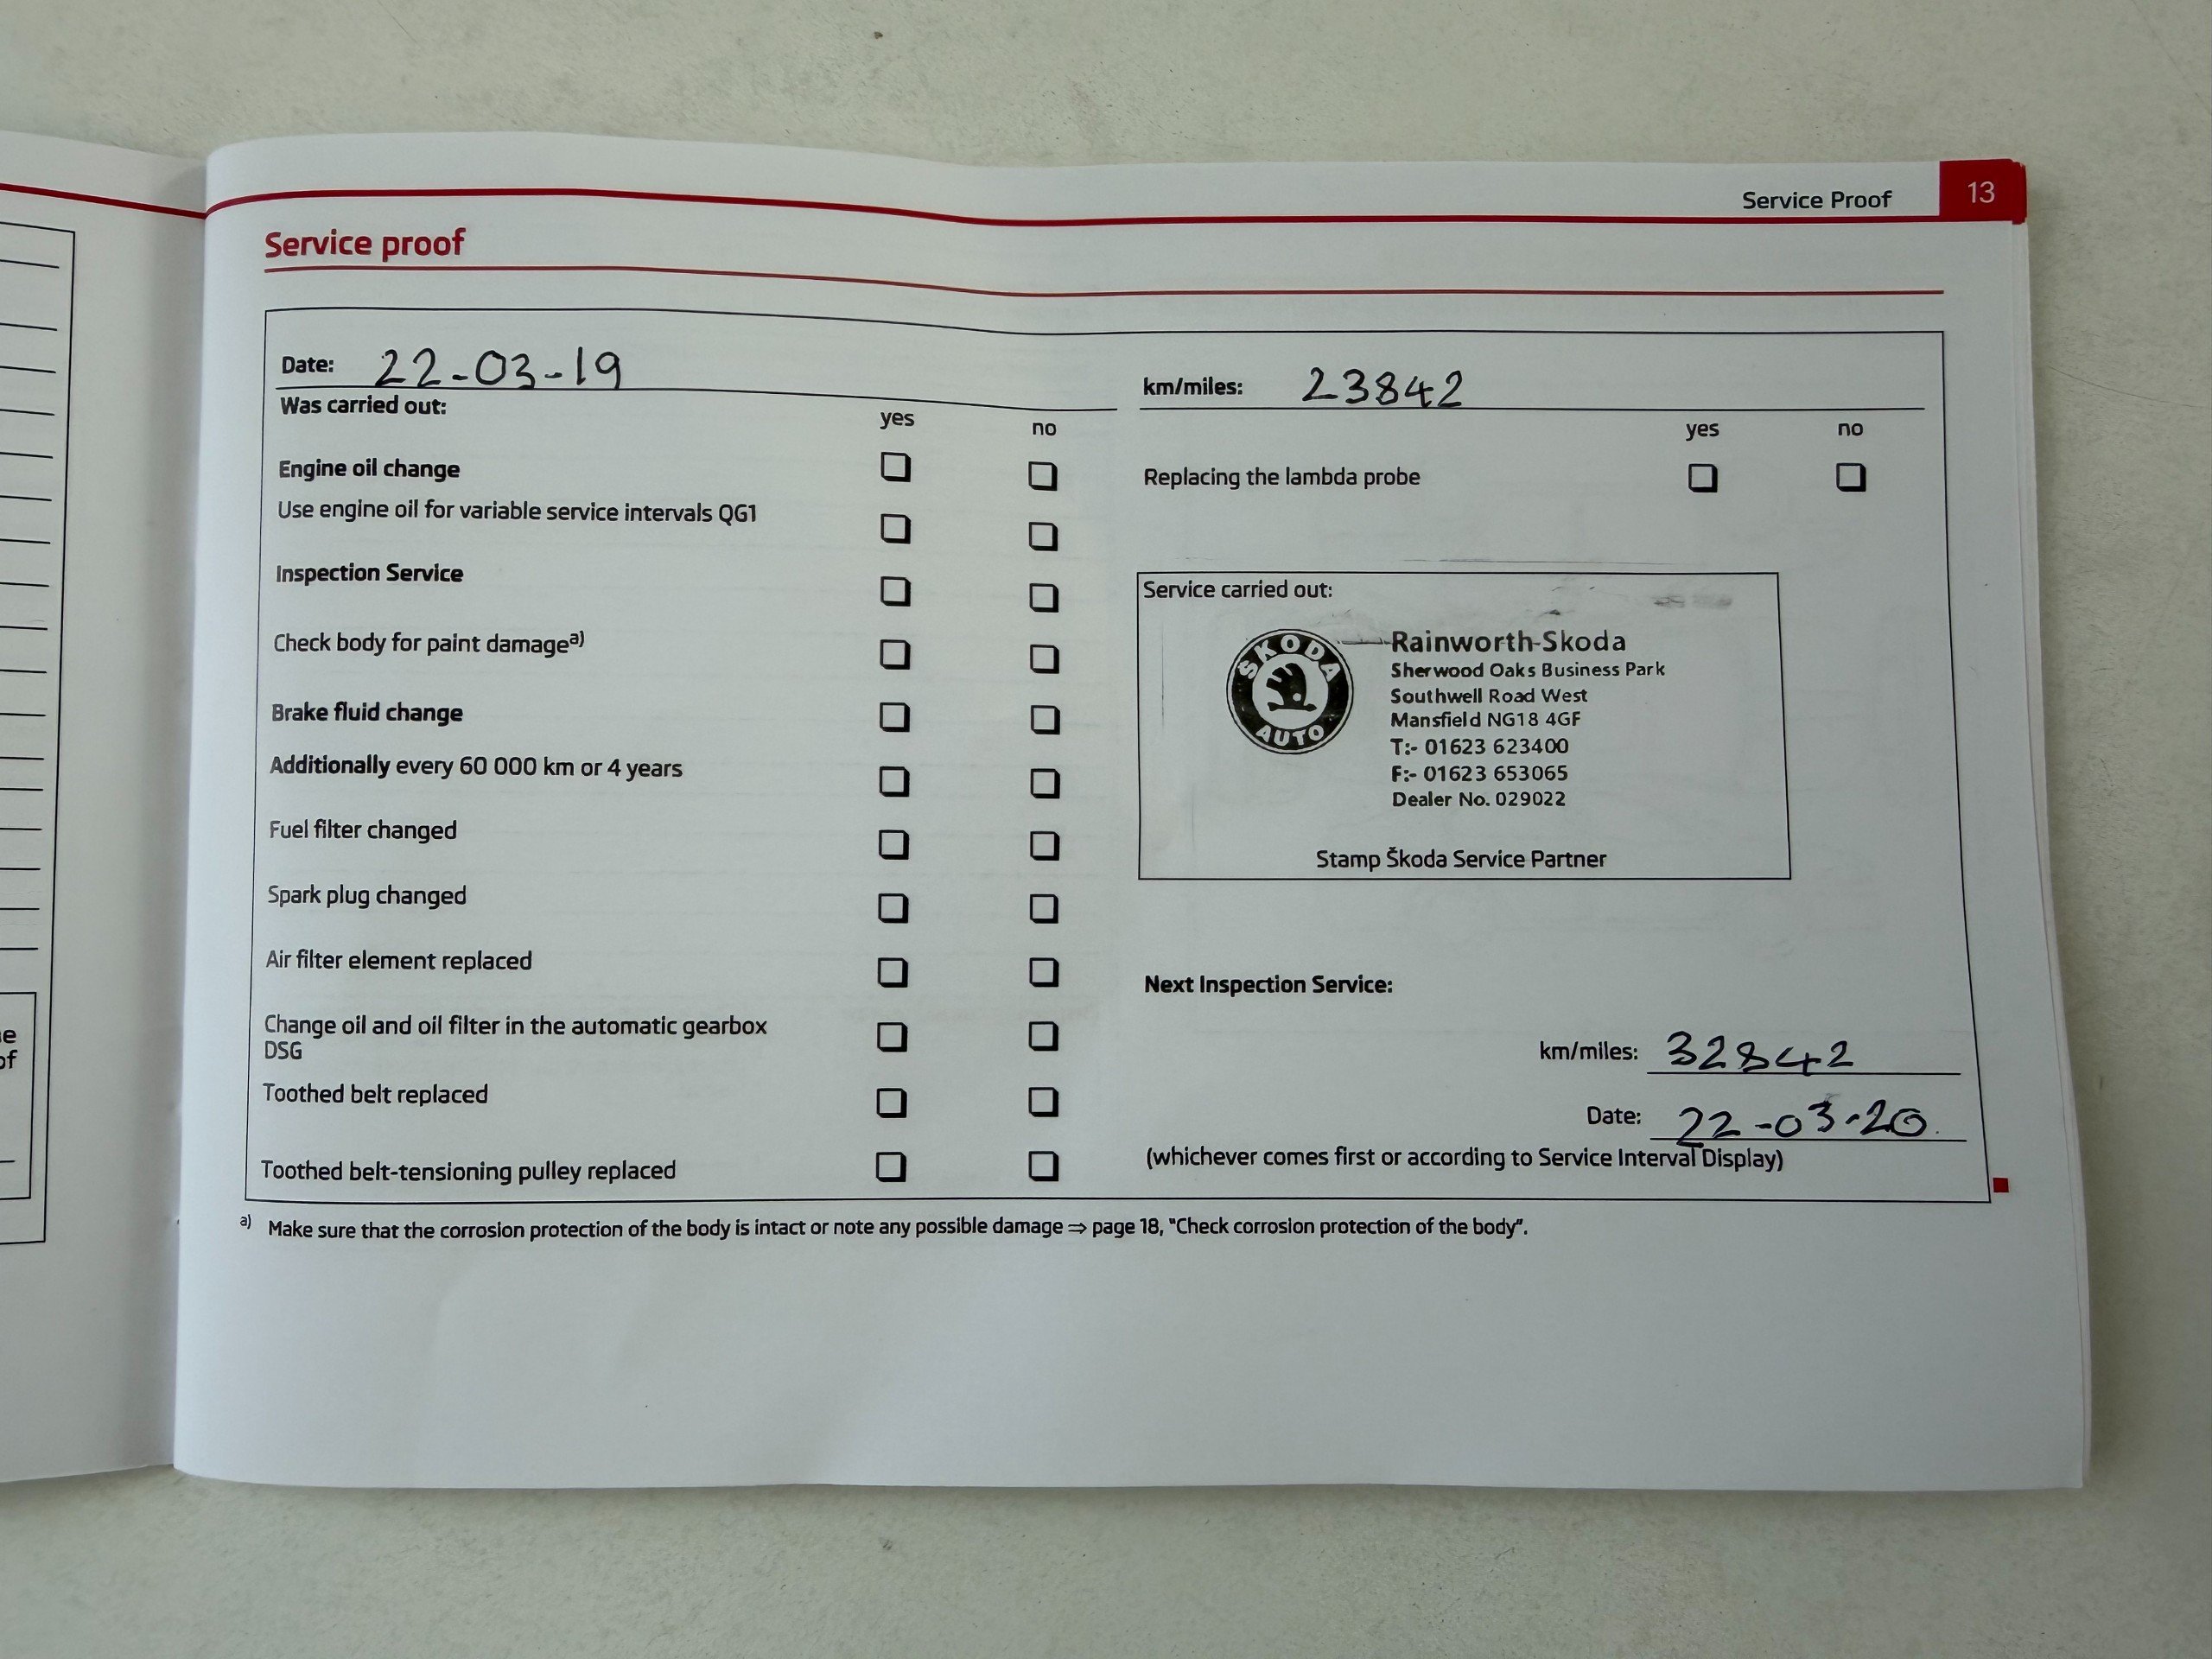 Service Proof 13
Service proof
Date: 22-03-19
km/miles: 23842
Was carried out:
yes no
yes no
Engine oil change
Replacing the lambda probe
Use engine oil for variable service intervals QG1
Inspection Service
Check body for paint damagea)
Brake fluid change
Additionally every 60 000 km or 4 years
Fuel filter changed
Spark plug changed
Air filter element replaced
Change oil and oil filter in the automatic gearbox
DSG
Toothed belt replaced
Toothed belt-tensioning pulley replaced
Service carried out:
ŠKODA
AUTO
Rainworth-Skoda
Sherwood Oaks Business Park
Southwell Road West
Mansfield NG18 4GF
T:- 01623 623400
F:- 01623 653065
Dealer No. 029022
Stamp Škoda Service Partner
Next Inspection Service:
km/miles: 32842
Date: 22-03-20.
(whichever comes first or according to Service Interval Display)
a) Make sure that the corrosion protection of the body is intact or note any possible damage ⇒ page 18, "Check corrosion protection of the body".
of